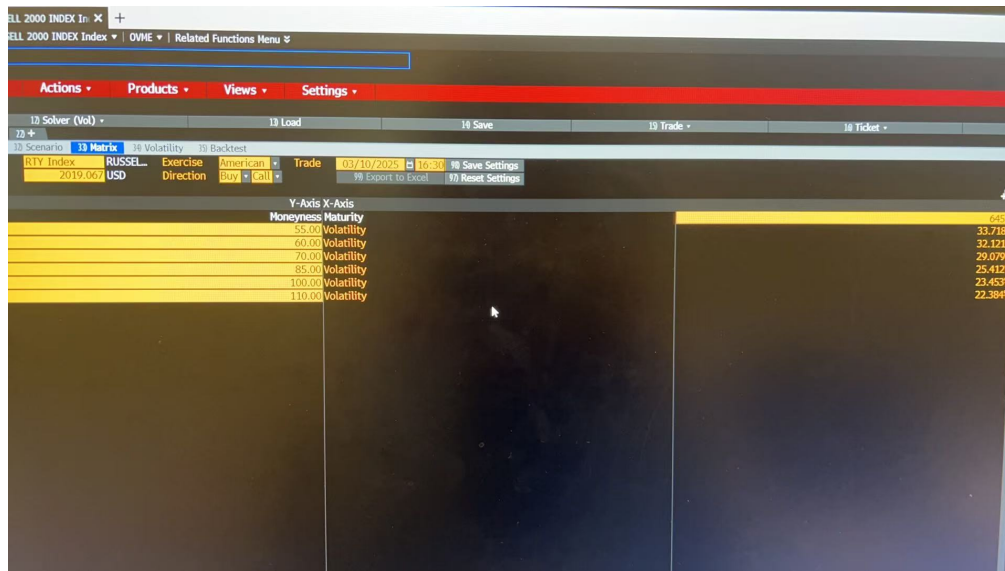 ELL 2000 INDEX In × +
ELL 2000 INDEX Index ▾ | OVME ▾ | Related Functions Menu
Actions ▾ Products ▾ Views ▾ Settings ▾
12) Solver (Vol) ▾ 13) Load 14) Save 15) Trade ▾ 16) Ticket ▾
22) +
32) Scenario 33) Matrix 34) Volatility 35) Backtest
RTY Index RUSSEL... Exercise American Trade 03/10/2025 16:30 90) Save Settings
2019.067 USD Direction Buy Call 99) Export to Excel 97) Reset Settings
Y-Axis X-Axis
Moneyness Maturity 645
55.00 Volatility 33.718
60.00 Volatility 32.121
70.00 Volatility 29.079
85.00 Volatility 25.412
100.00 Volatility 23.453
110.00 Volatility 22.384